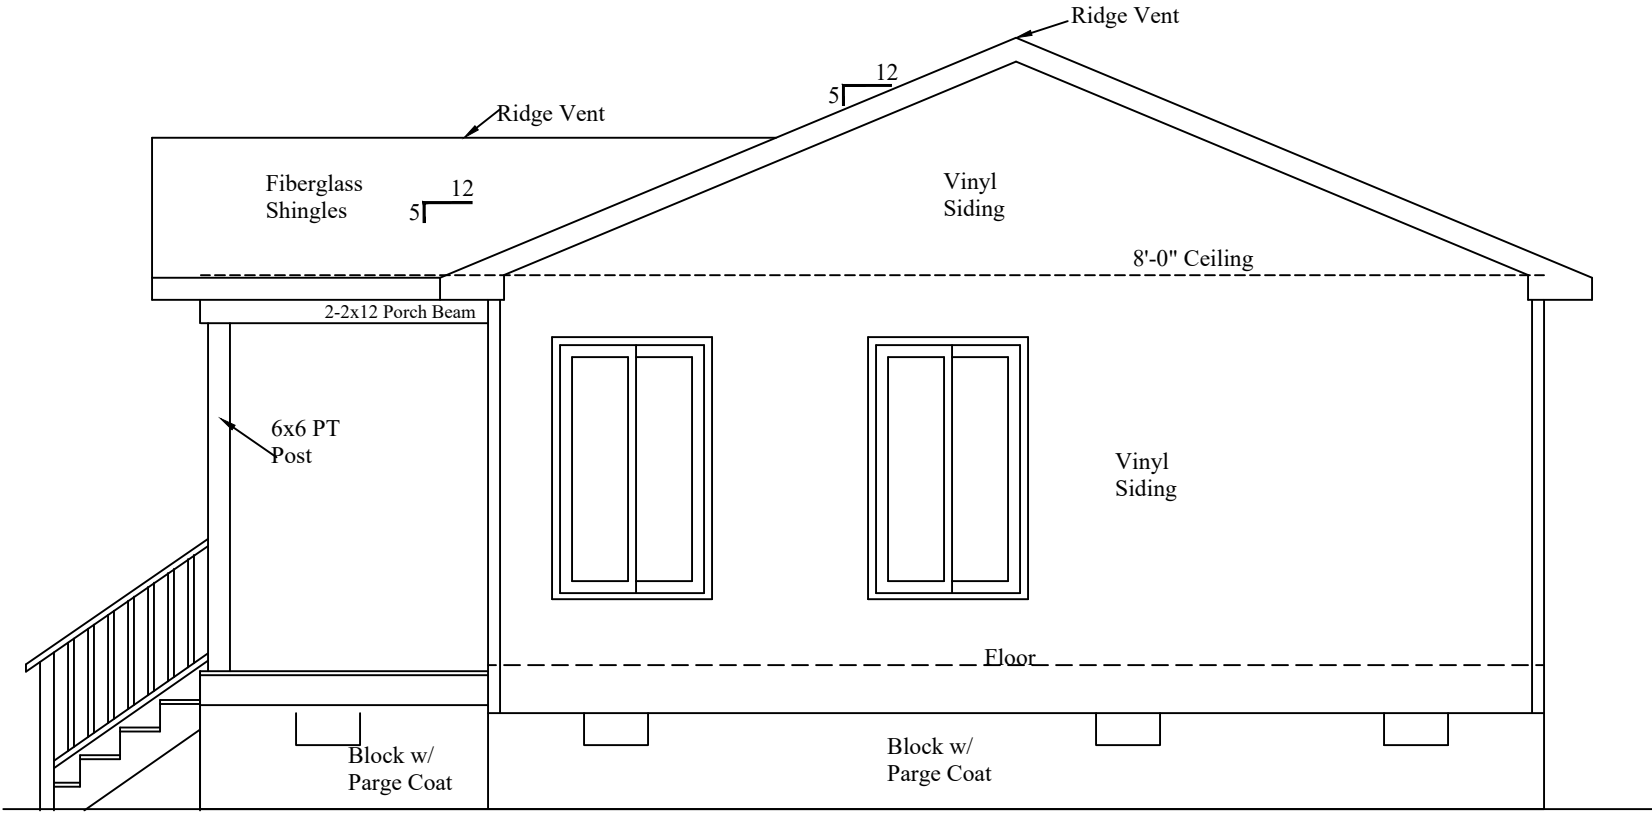 Ridge Vent
12
5
Ridge Vent
Fiberglass
Shingles
12
5
Vinyl
Siding
8'-0" Ceiling
2-2x12 Porch Beam
6x6 PT
Post
Vinyl
Siding
Floor
Block w/
Parge Coat
Block w/
Parge Coat